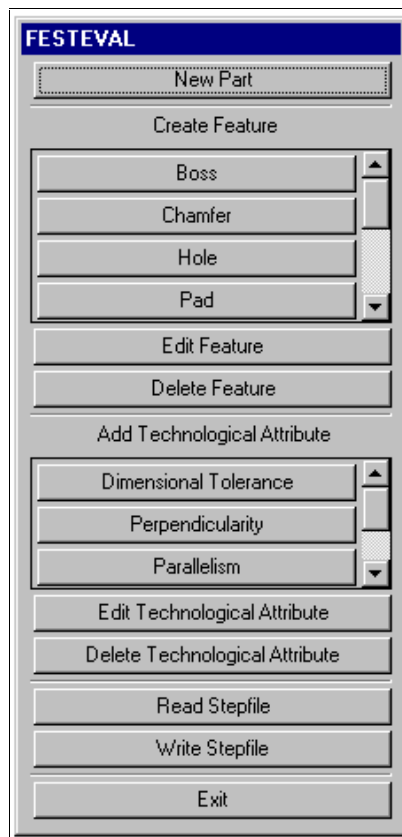 FESTEVAL
New Part
Create Feature
Boss
Chamfer
Hole
Pad
Edit Feature
Delete Feature
Add Technological Attribute
Dimensional Tolerance
Perpendicularity
Parallelism
Edit Technological Attribute
Delete Technological Attribute
Read Stepfile
Write Stepfile
Exit